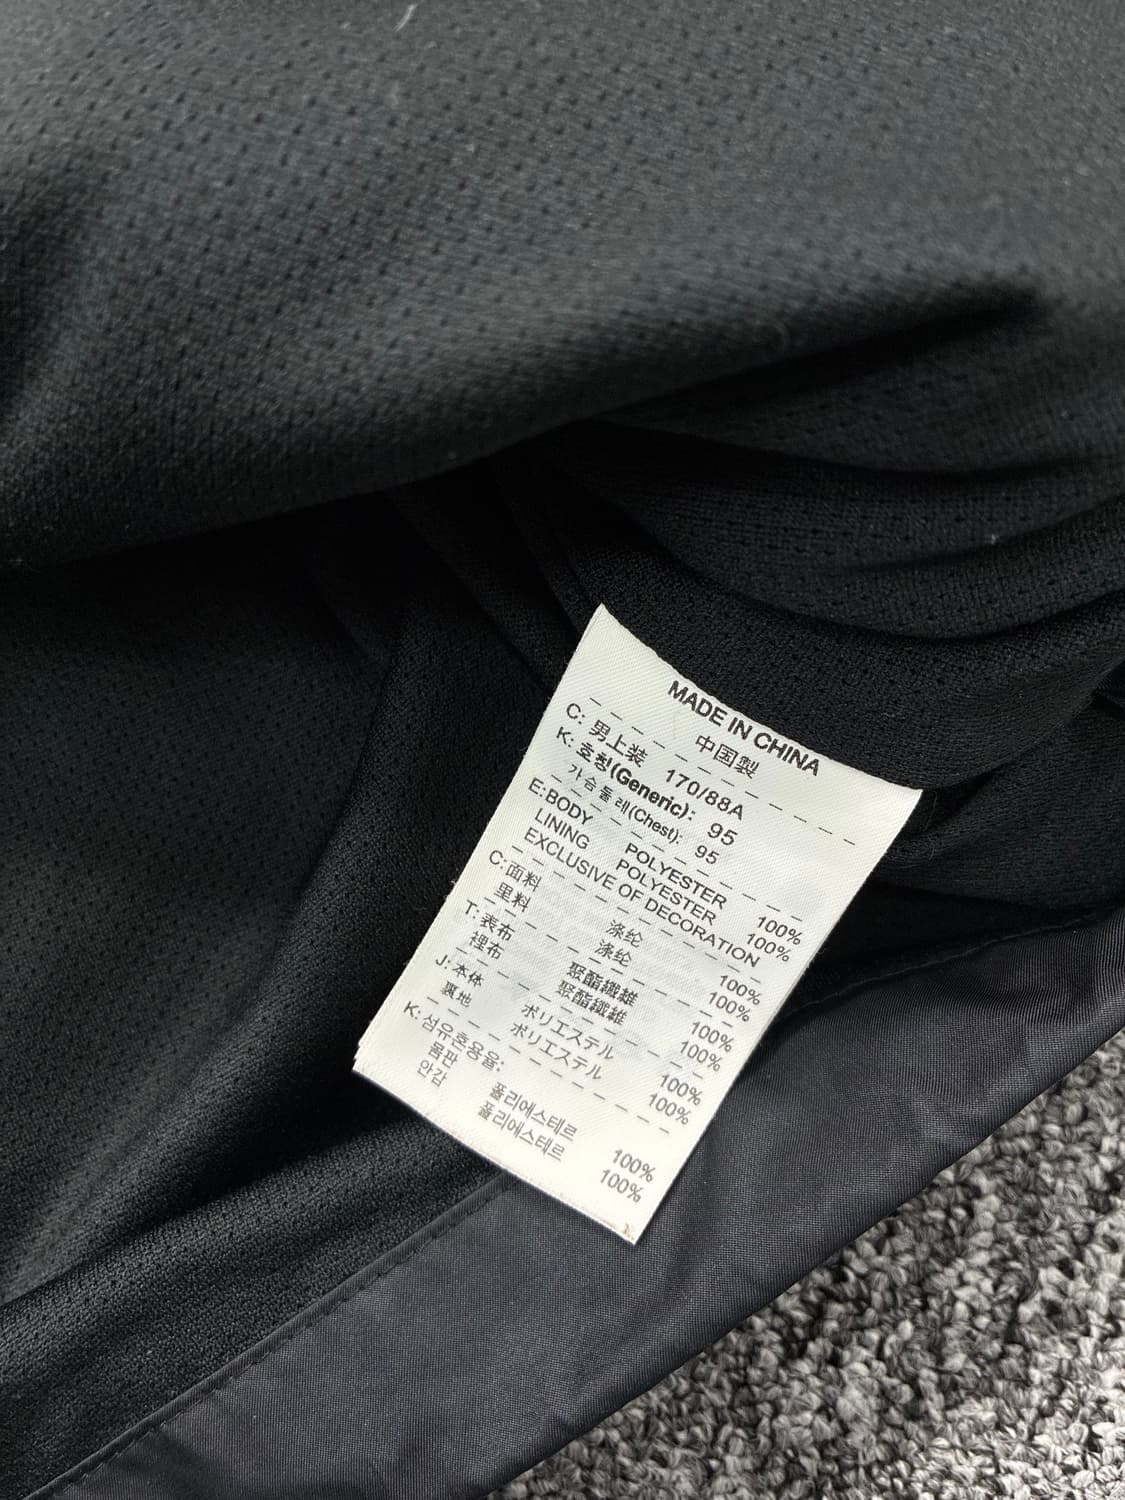 MADE IN CHINA
中国製
C: 男上装 170/88A
K: 호칭(Generic): 95
가슴둘레(Chest): 95
E:BODY POLYESTER 100%
LINING POLYESTER 100%
EXCLUSIVE OF DECORATION
C:面料 涤纶 100%
里料 涤纶 100%
T:表布 聚酯纖維 100%
裡布 聚酯纖維 100%
J:本体 ポリエステル 100%
裏地 ポリエステル 100%
K:섬유혼용율:
몸판 폴리에스테르 100%
안감 폴리에스테르 100%